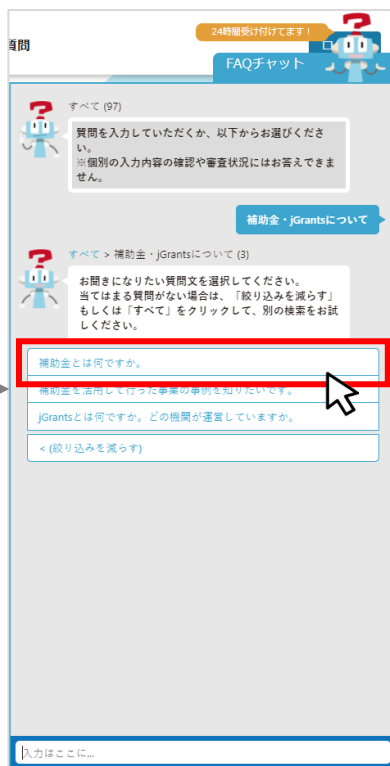 質問
24時間受け付けてます！
FAQチャット
すべて (97)
質問を入力していただくか、以下からお選びくださ
い。
※個別の入力内容の確認や審査状況にはお答えできま
せん。
補助金・jGrantsについて
すべて > 補助金・jGrantsについて (3)
お聞きになりたい質問文を選択してください。
当てはまる質問がない場合は、「絞り込みを減らす」
もしくは「すべて」をクリックして、別の検索をお試
しください。
補助金とは何ですか。
補助金を活用して行った事業の事例を知りたいです。
jGrantsとは何ですか。どの機関が運営していますか。
< (絞り込みを減らす)
入力はここに...